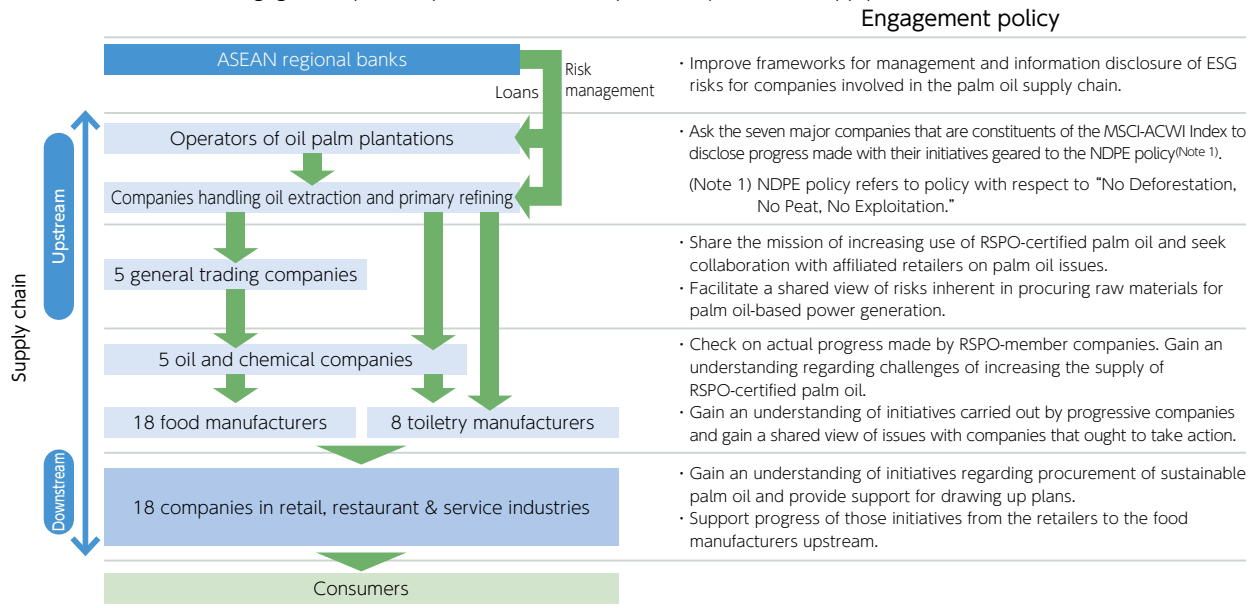 Engagement policy
ASEAN regional banks
Loans
Risk
management
· Improve frameworks for management and information disclosure of ESG
risks for companies involved in the palm oil supply chain.
Supply chain
Upstream
Operators of oil palm plantations
Companies handling oil extraction and primary refining
· Ask the seven major companies that are constituents of the MSCI-ACWI Index to
disclose progress made with their initiatives geared to the NDPE policy(Note 1).
(Note 1) NDPE policy refers to policy with respect to “No Deforestation,
No Peat, No Exploitation.”
5 general trading companies
· Share the mission of increasing use of RSPO-certified palm oil and seek
collaboration with affiliated retailers on palm oil issues.
· Facilitate a shared view of risks inherent in procuring raw materials for
palm oil-based power generation.
5 oil and chemical companies
18 food manufacturers
8 toiletry manufacturers
· Check on actual progress made by RSPO-member companies. Gain an
understanding regarding challenges of increasing the supply of
RSPO-certified palm oil.
· Gain an understanding of initiatives carried out by progressive companies
and gain a shared view of issues with companies that ought to take action.
Downstream
18 companies in retail, restaurant & service industries
· Gain an understanding of initiatives regarding procurement of sustainable
palm oil and provide support for drawing up plans.
· Support progress of those initiatives from the retailers to the food
manufacturers upstream.
Consumers